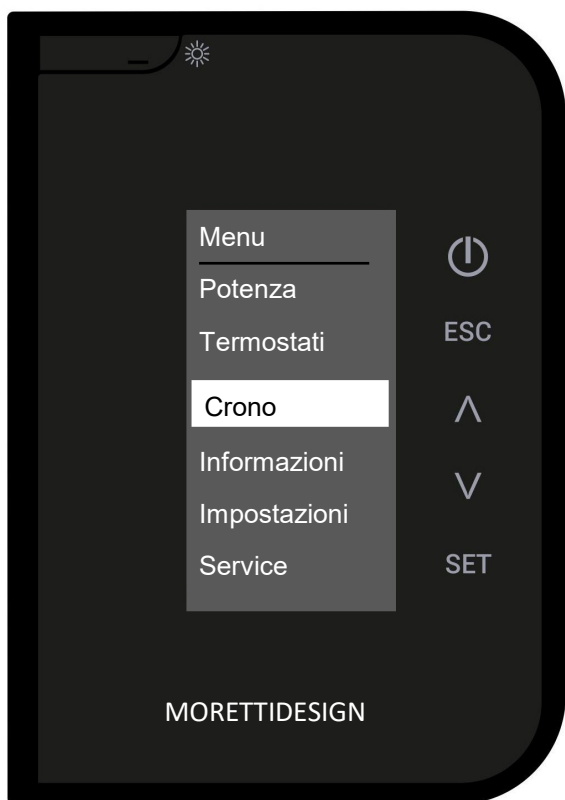 Menu
Potenza
Termostati
Crono
Informazioni
Impostazioni
Service
ESC
SET
MORETTIDESIGN